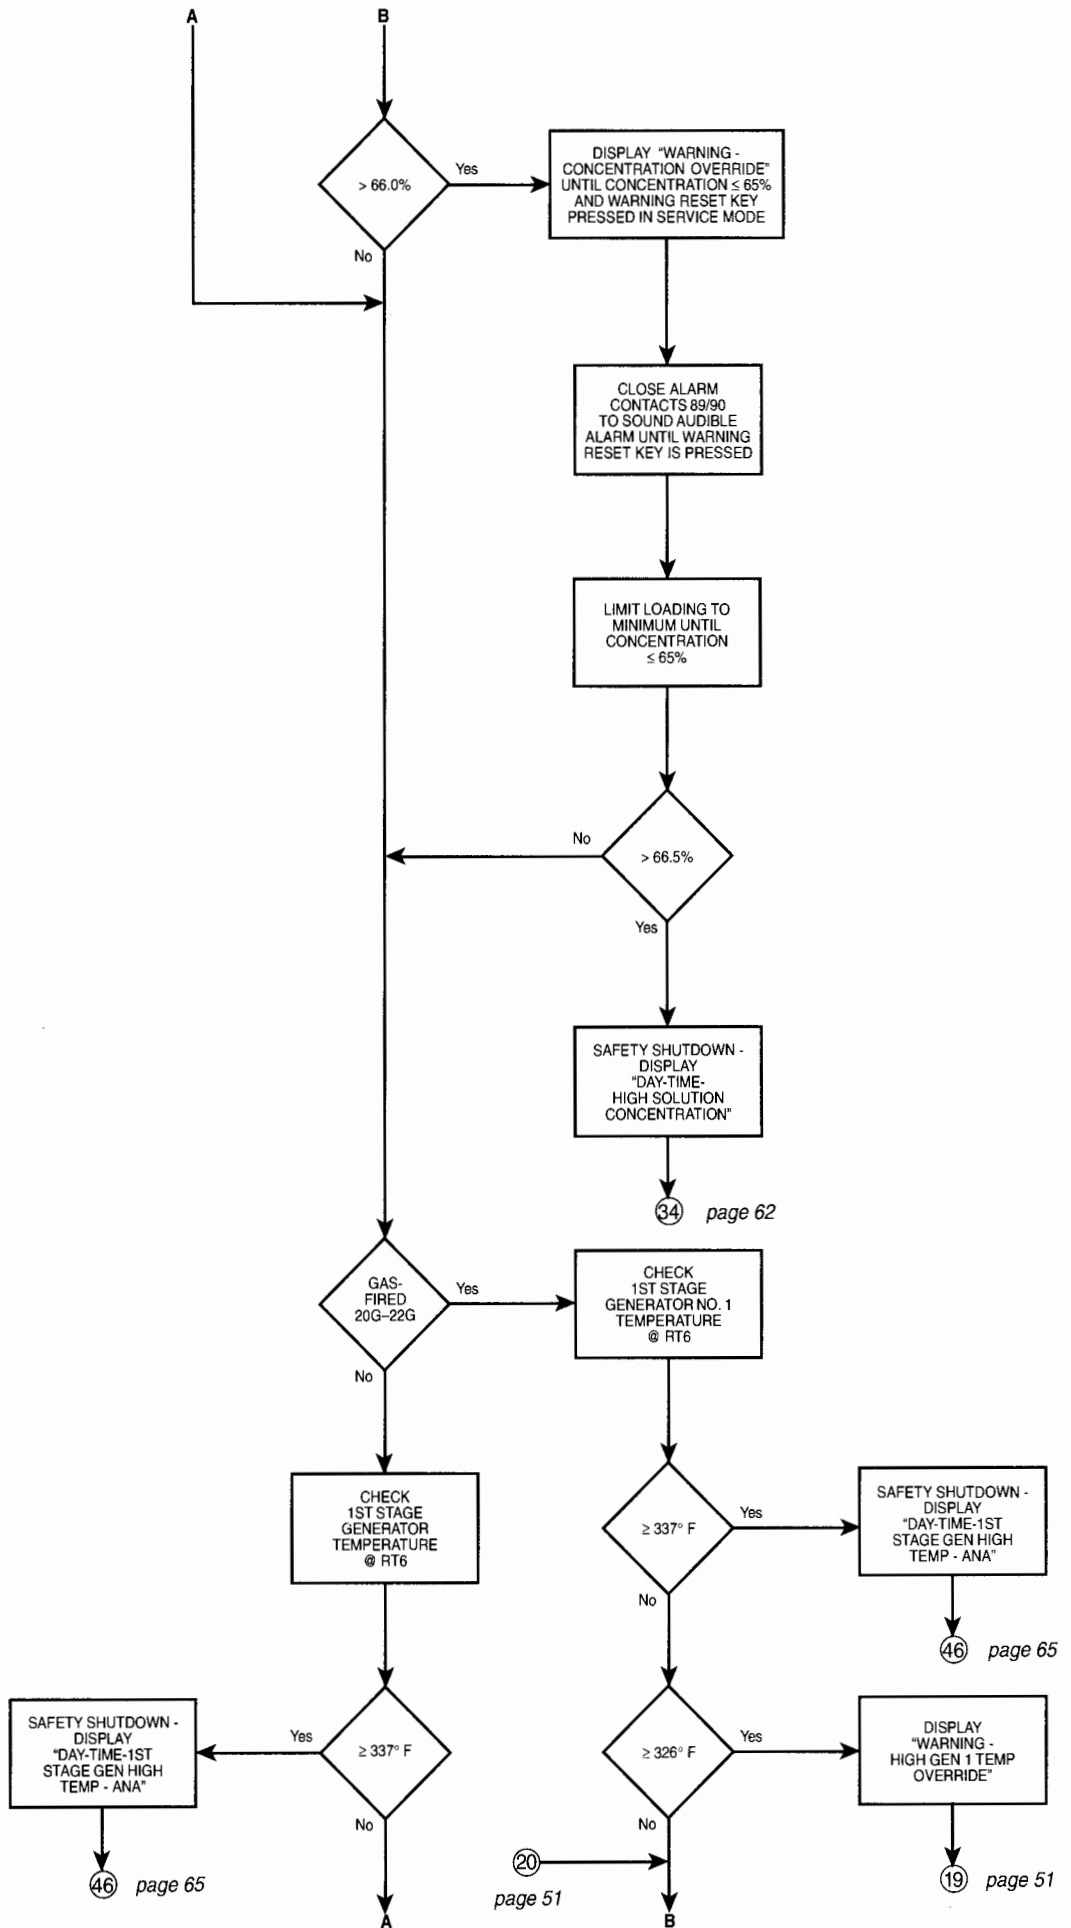 A
B
> 66.0%
Yes
DISPLAY "WARNING -
CONCENTRATION OVERRIDE"
UNTIL CONCENTRATION ≤ 65%
AND WARNING RESET KEY
PRESSED IN SERVICE MODE
No
CLOSE ALARM
CONTACTS 89/90
TO SOUND AUDIBLE
ALARM UNTIL WARNING
RESET KEY IS PRESSED
LIMIT LOADING TO
MINIMUM UNTIL
CONCENTRATION
≤ 65%
No
> 66.5%
Yes
SAFETY SHUTDOWN -
DISPLAY
"DAY-TIME-
HIGH SOLUTION
CONCENTRATION"
34 page 62
GAS-
FIRED
20G–22G
Yes
No
CHECK
1ST STAGE
GENERATOR NO. 1
TEMPERATURE
@ RT6
CHECK
1ST STAGE
GENERATOR
TEMPERATURE
@ RT6
≥ 337° F
Yes
No
SAFETY SHUTDOWN -
DISPLAY
"DAY-TIME-1ST
STAGE GEN HIGH
TEMP - ANA"
46 page 65
SAFETY SHUTDOWN -
DISPLAY
"DAY-TIME-1ST
STAGE GEN HIGH
TEMP - ANA"
46 page 65
Yes
≥ 337° F
No
A
≥ 326° F
Yes
No
DISPLAY
"WARNING -
HIGH GEN 1 TEMP
OVERRIDE"
19 page 51
20
page 51
B